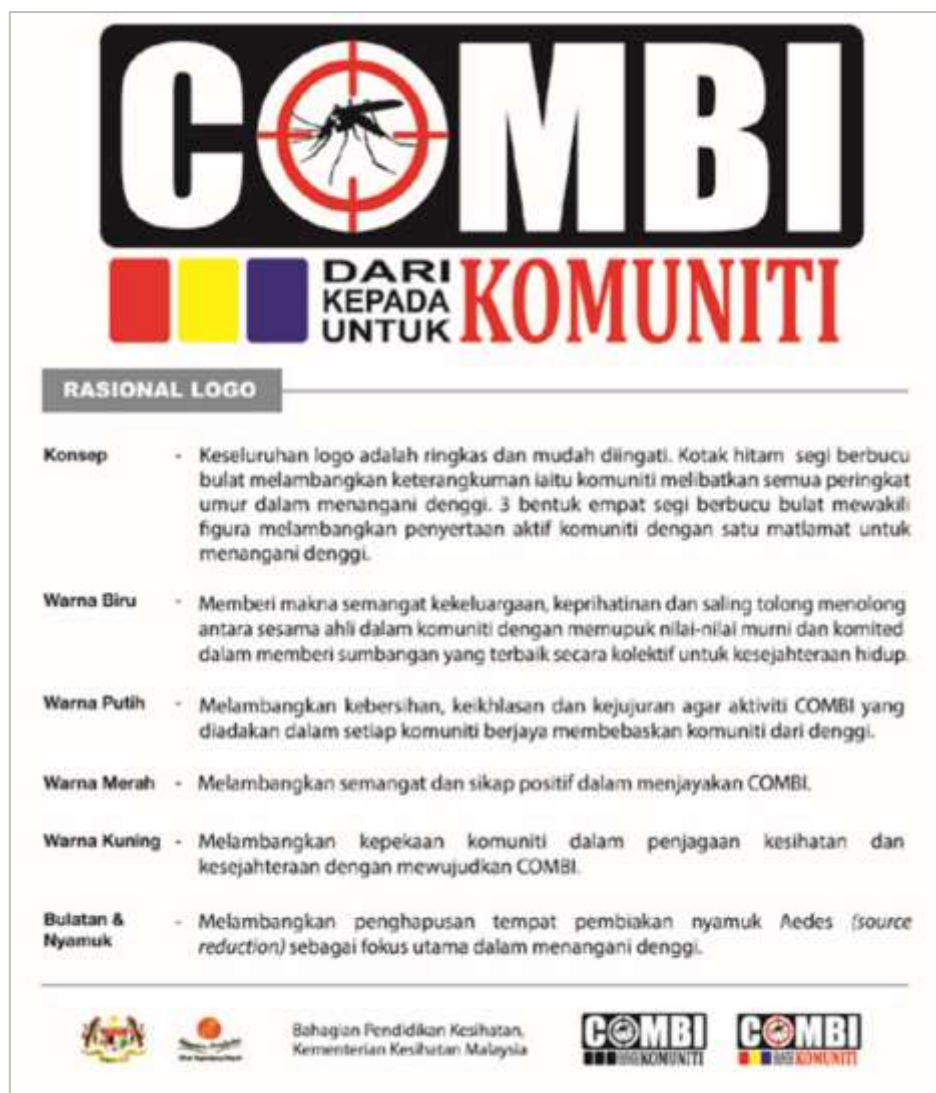 COMBI
DARI
KEPADA
UNTUK
KOMUNITI
RASIONAL LOGO
Konsep - Keseluruhan logo adalah ringkas dan mudah diingati. Kotak hitam segi berbucu
bulat melambangkan keterangkuman iaitu komuniti melibatkan semua peringkat
umur dalam menangani denggi. 3 bentuk empat segi berbucu bulat mewakili
figura melambangkan penyertaan aktif komuniti dengan satu matlamat untuk
menangani denggi.
Warna Biru - Memberi makna semangat kekeluargaan, keprihatinan dan saling tolong menolong
antara sesama ahli dalam komuniti dengan memupuk nilai-nilai murni dan komited
dalam memberi sumbangan yang terbaik secara kolektif untuk kesejahteraan hidup.
Warna Putih - Melambangkan kebersihan, keikhlasan dan kejujuran agar aktiviti COMBI yang
diadakan dalam setiap komuniti berjaya membebaskan komuniti dari denggi.
Warna Merah - Melambangkan semangat dan sikap positif dalam menjayakan COMBI.
Warna Kuning - Melambangkan kepekaan komuniti dalam penjagaan kesihatan dan
kesejahteraan dengan mewujudkan COMBI.
Bulatan & - Melambangkan penghapusan tempat pembiakan nyamuk Aedes (source
Nyamuk reduction) sebagai fokus utama dalam menangani denggi.
Bahagian Pendidikan Kesihatan,
Kementerian Kesihatan Malaysia
COMBI
KOMUNITI
COMBI
KOMUNITI